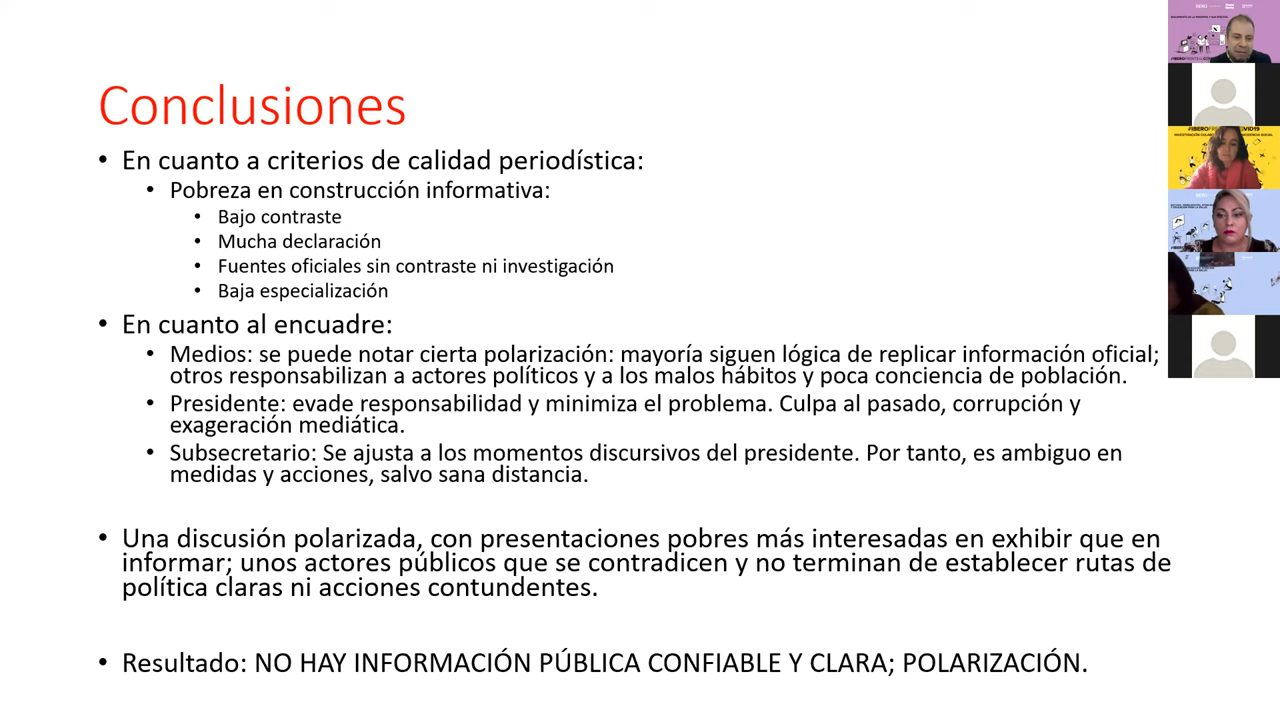 Conclusiones
• En cuanto a criterios de calidad periodística:
• Pobreza en construcción informativa:
• Bajo contraste
• Mucha declaración
• Fuentes oficiales sin contraste ni investigación
• Baja especialización
• En cuanto al encuadre:
• Medios: se puede notar cierta polarización: mayoría siguen lógica de replicar información oficial;
otros responsabilizan a actores políticos y a los malos hábitos y poca conciencia de población.
• Presidente: evade responsabilidad y minimiza el problema. Culpa al pasado, corrupción y
exageración mediática.
• Subsecretario: Se ajusta a los momentos discursivos del presidente. Por tanto, es ambiguo en
medidas y acciones, salvo sana distancia.
• Una discusión polarizada, con presentaciones pobres más interesadas en exhibir que en
informar; unos actores públicos que se contradicen y no terminan de establecer rutas de
política claras ni acciones contundentes.
• Resultado: NO HAY INFORMACIÓN PÚBLICA CONFIABLE Y CLARA; POLARIZACIÓN.